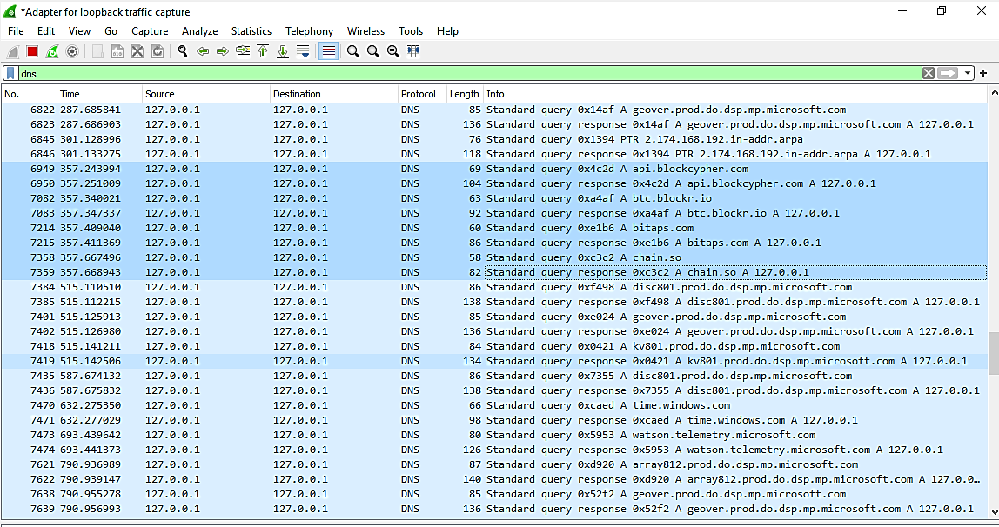 *Adapter for loopback traffic capture
File Edit View Go Capture Analyze Statistics Telephony Wireless Tools Help
dns
No. Time Source Destination Protocol Length Info
6822 287.685841 127.0.0.1 127.0.0.1 DNS 85 Standard query 0x14af A geover.prod.do.dsp.mp.microsoft.com
6823 287.686903 127.0.0.1 127.0.0.1 DNS 136 Standard query response 0x14af A geover.prod.do.dsp.mp.microsoft.com A 127.0.0.1
6845 301.128996 127.0.0.1 127.0.0.1 DNS 76 Standard query 0x1394 PTR 2.174.168.192.in-addr.arpa
6846 301.133275 127.0.0.1 127.0.0.1 DNS 118 Standard query response 0x1394 PTR 2.174.168.192.in-addr.arpa A 127.0.0.1
6949 357.243994 127.0.0.1 127.0.0.1 DNS 69 Standard query 0x4c2d A api.blockcypher.com
6950 357.251009 127.0.0.1 127.0.0.1 DNS 104 Standard query response 0x4c2d A api.blockcypher.com A 127.0.0.1
7082 357.340021 127.0.0.1 127.0.0.1 DNS 63 Standard query 0xa4af A btc.blockr.io
7083 357.347337 127.0.0.1 127.0.0.1 DNS 92 Standard query response 0xa4af A btc.blockr.io A 127.0.0.1
7214 357.409040 127.0.0.1 127.0.0.1 DNS 60 Standard query 0xe1b6 A bitaps.com
7215 357.411369 127.0.0.1 127.0.0.1 DNS 86 Standard query response 0xe1b6 A bitaps.com A 127.0.0.1
7358 357.667496 127.0.0.1 127.0.0.1 DNS 58 Standard query 0xc3c2 A chain.so
7359 357.668943 127.0.0.1 127.0.0.1 DNS 82 Standard query response 0xc3c2 A chain.so A 127.0.0.1
7384 515.110510 127.0.0.1 127.0.0.1 DNS 86 Standard query 0xf498 A disc801.prod.do.dsp.mp.microsoft.com
7385 515.112215 127.0.0.1 127.0.0.1 DNS 138 Standard query response 0xf498 A disc801.prod.do.dsp.mp.microsoft.com A 127.0.0.1
7401 515.125913 127.0.0.1 127.0.0.1 DNS 85 Standard query 0xe024 A geover.prod.do.dsp.mp.microsoft.com
7402 515.126980 127.0.0.1 127.0.0.1 DNS 136 Standard query response 0xe024 A geover.prod.do.dsp.mp.microsoft.com A 127.0.0.1
7418 515.141211 127.0.0.1 127.0.0.1 DNS 84 Standard query 0x0421 A kv801.prod.do.dsp.mp.microsoft.com
7419 515.142506 127.0.0.1 127.0.0.1 DNS 134 Standard query response 0x0421 A kv801.prod.do.dsp.mp.microsoft.com A 127.0.0.1
7435 587.674132 127.0.0.1 127.0.0.1 DNS 86 Standard query 0x7355 A disc801.prod.do.dsp.mp.microsoft.com
7436 587.675832 127.0.0.1 127.0.0.1 DNS 138 Standard query response 0x7355 A disc801.prod.do.dsp.mp.microsoft.com A 127.0.0.1
7470 632.275350 127.0.0.1 127.0.0.1 DNS 66 Standard query 0xcaed A time.windows.com
7471 632.277029 127.0.0.1 127.0.0.1 DNS 98 Standard query response 0xcaed A time.windows.com A 127.0.0.1
7473 693.439642 127.0.0.1 127.0.0.1 DNS 80 Standard query 0x5953 A watson.telemetry.microsoft.com
7474 693.441373 127.0.0.1 127.0.0.1 DNS 126 Standard query response 0x5953 A watson.telemetry.microsoft.com A 127.0.0.1
7621 790.936989 127.0.0.1 127.0.0.1 DNS 87 Standard query 0xd920 A array812.prod.do.dsp.mp.microsoft.com
7622 790.939147 127.0.0.1 127.0.0.1 DNS 140 Standard query response 0xd920 A array812.prod.do.dsp.mp.microsoft.com A 127.0.0…
7638 790.955278 127.0.0.1 127.0.0.1 DNS 85 Standard query 0x52f2 A geover.prod.do.dsp.mp.microsoft.com
7639 790.956993 127.0.0.1 127.0.0.1 DNS 136 Standard query response 0x52f2 A geover.prod.do.dsp.mp.microsoft.com A 127.0.0.1